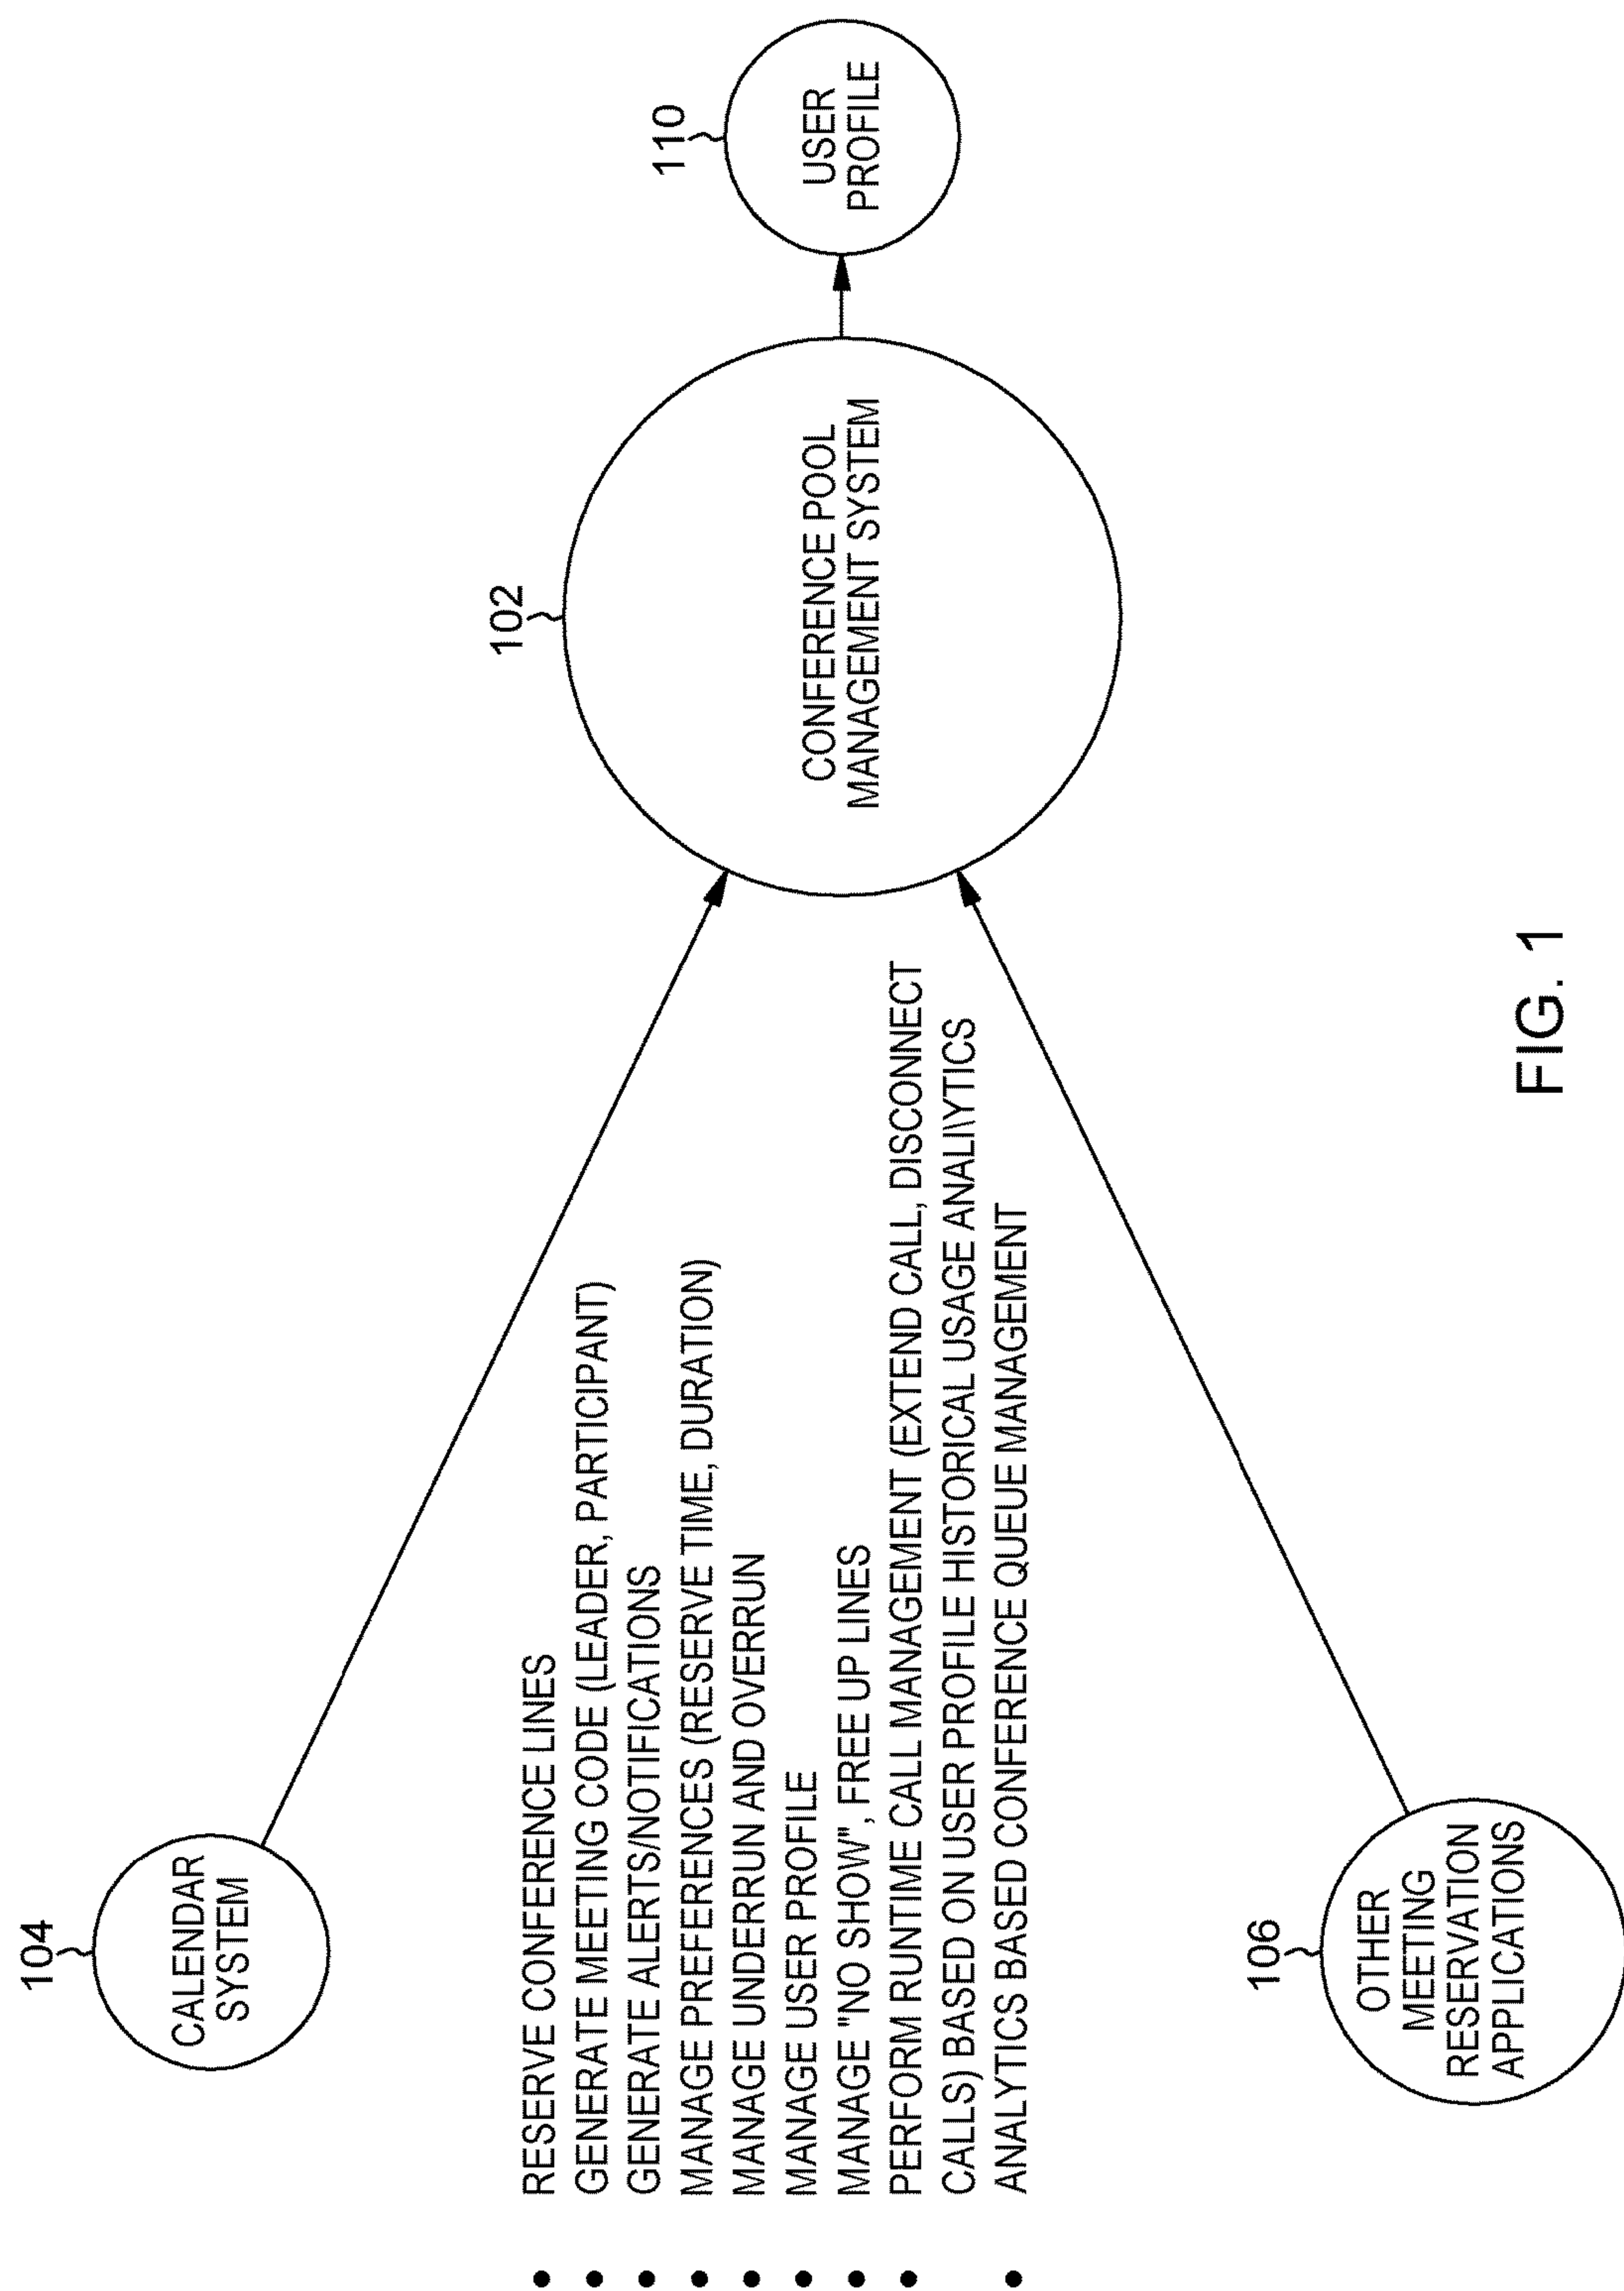 104
CALENDAR
SYSTEM
• RESERVE CONFERENCE LINES
• GENERATE MEETING CODE (LEADER, PARTICIPANT)
• GENERATE ALERTS/NOTIFICATIONS
• MANAGE PREFERENCES (RESERVE TIME, DURATION)
• MANAGE UNDERRUN AND OVERRUN
• MANAGE USER PROFILE
• MANAGE "NO SHOW", FREE UP LINES
• PERFORM RUNTIME CALL MANAGEMENT (EXTEND CALL, DISCONNECT
CALLS) BASED ON USER PROFILE HISTORICAL USAGE ANALIYTICS
• ANALYTICS BASED CONFERENCE QUEUE MANAGEMENT
106
OTHER
MEETING
RESERVATION
APPLICATIONS
102
CONFERENCE POOL
MANAGEMENT SYSTEM
110
USER
PROFILE
FIG. 1